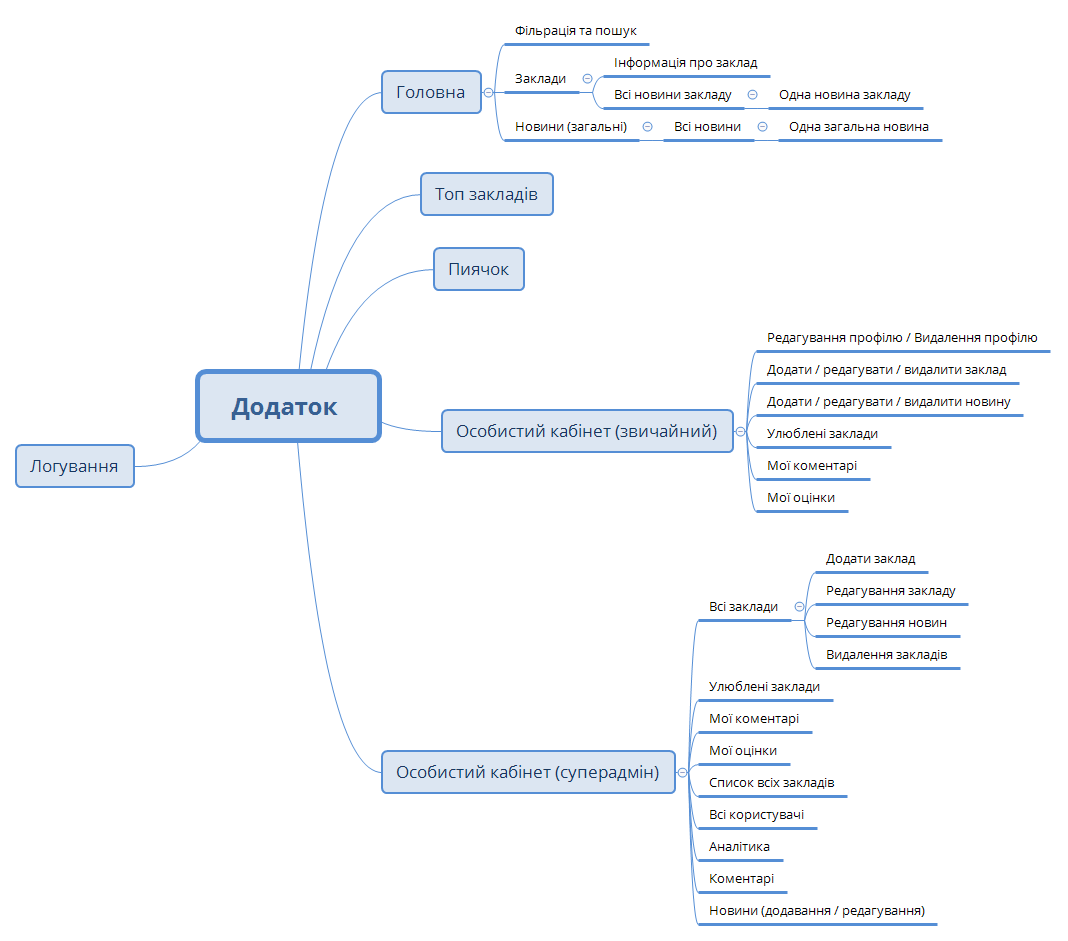 Фільрація та пошук
Інформація про заклад
Заклади
Головна
Всі новини закладу
Одна новина закладу
Новини (загальні)
Всі новини
Одна загальна новина
Топ закладів
Пиячок
Редагування профілю / Видалення профілю
Додати / редагувати / видалити заклад
Додаток
Додати / редагувати / видалити новину
Особистий кабінет (звичайний)
Улюблені заклади
Логування
Мої коментарі
Мої оцінки
Додати заклад
Редагування закладу
Всі заклади
Редагування новин
Видалення закладів
Улюблені заклади
Мої коментарі
Мої оцінки
Особистий кабінет (суперадмін)
Список всіх закладів
Всі користувачі
Аналітика
Коментарі
Новини (додавання / редагування)